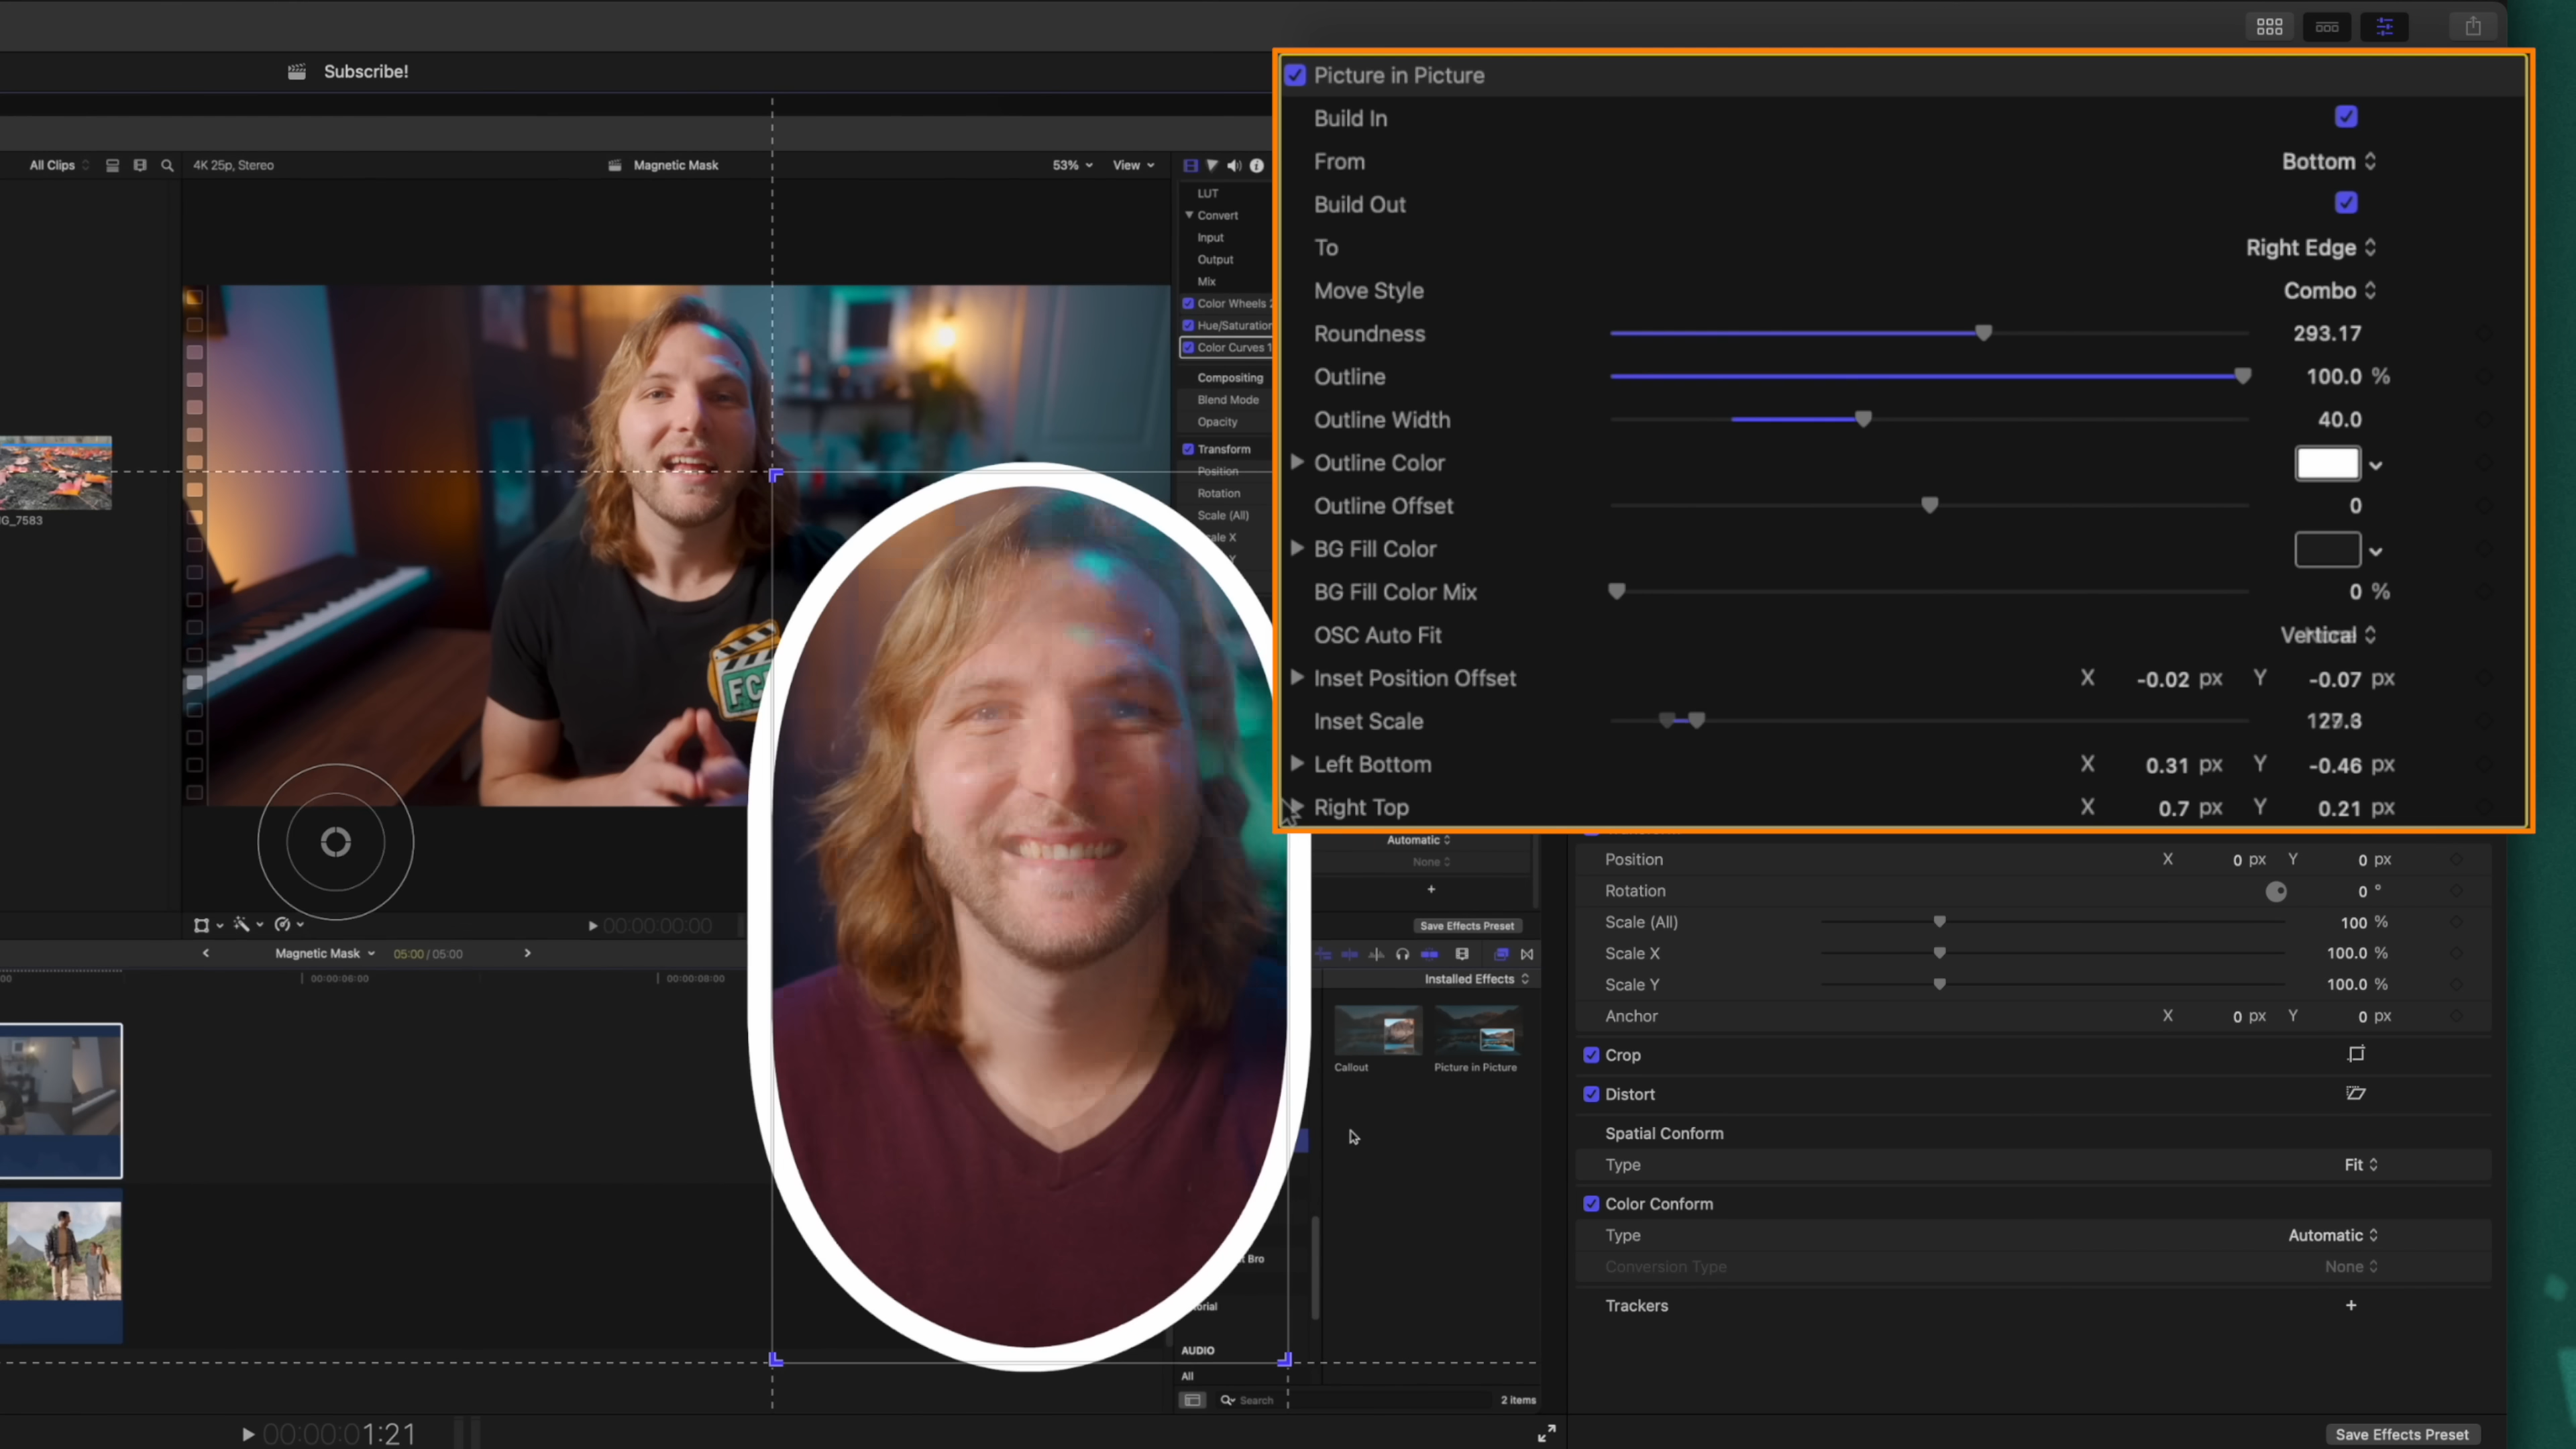 Subscribe!
Picture in Picture
Build In
From Bottom
Build Out
To Right Edge
Move Style Combo
Roundness 293.17
Outline 100.0 %
Outline Width 40.0
Outline Color
Outline Offset 0
BG Fill Color
BG Fill Color Mix 0 %
OSC Auto Fit Vertical
Inset Position Offset X -0.02 px Y -0.07 px
Inset Scale
Left Bottom X 0.31 px Y -0.46 px
Right Top X 0.7 px Y 0.21 px
All Clips
4K 25p, Stereo
Magnetic Mask
53%
View
LUT
Convert
Input
Output
Mix
Color Wheels
Hue/Saturation
Color Curves 1
Compositing
Blend Mode
Opacity
Transform
Position
Rotation
Scale (All)
G_7583
Automatic
None
+
Save Effects Preset
00:00:00:00
Magnetic Mask 05:00 / 05:00
00
00:00:06:00
00:00:08:00
Installed Effects
Callout
Picture in Picture
Bro
orial
AUDIO
All
Search
2 items
Position X 0 px Y 0 px
Rotation 0 °
Scale (All) 100 %
Scale X 100.0 %
Scale Y 100.0 %
Anchor X 0 px Y 0 px
Crop
Distort
Spatial Conform
Type Fit
Color Conform
Type Automatic
Conversion Type None
Trackers +
00:00:01:21
Save Effects Preset